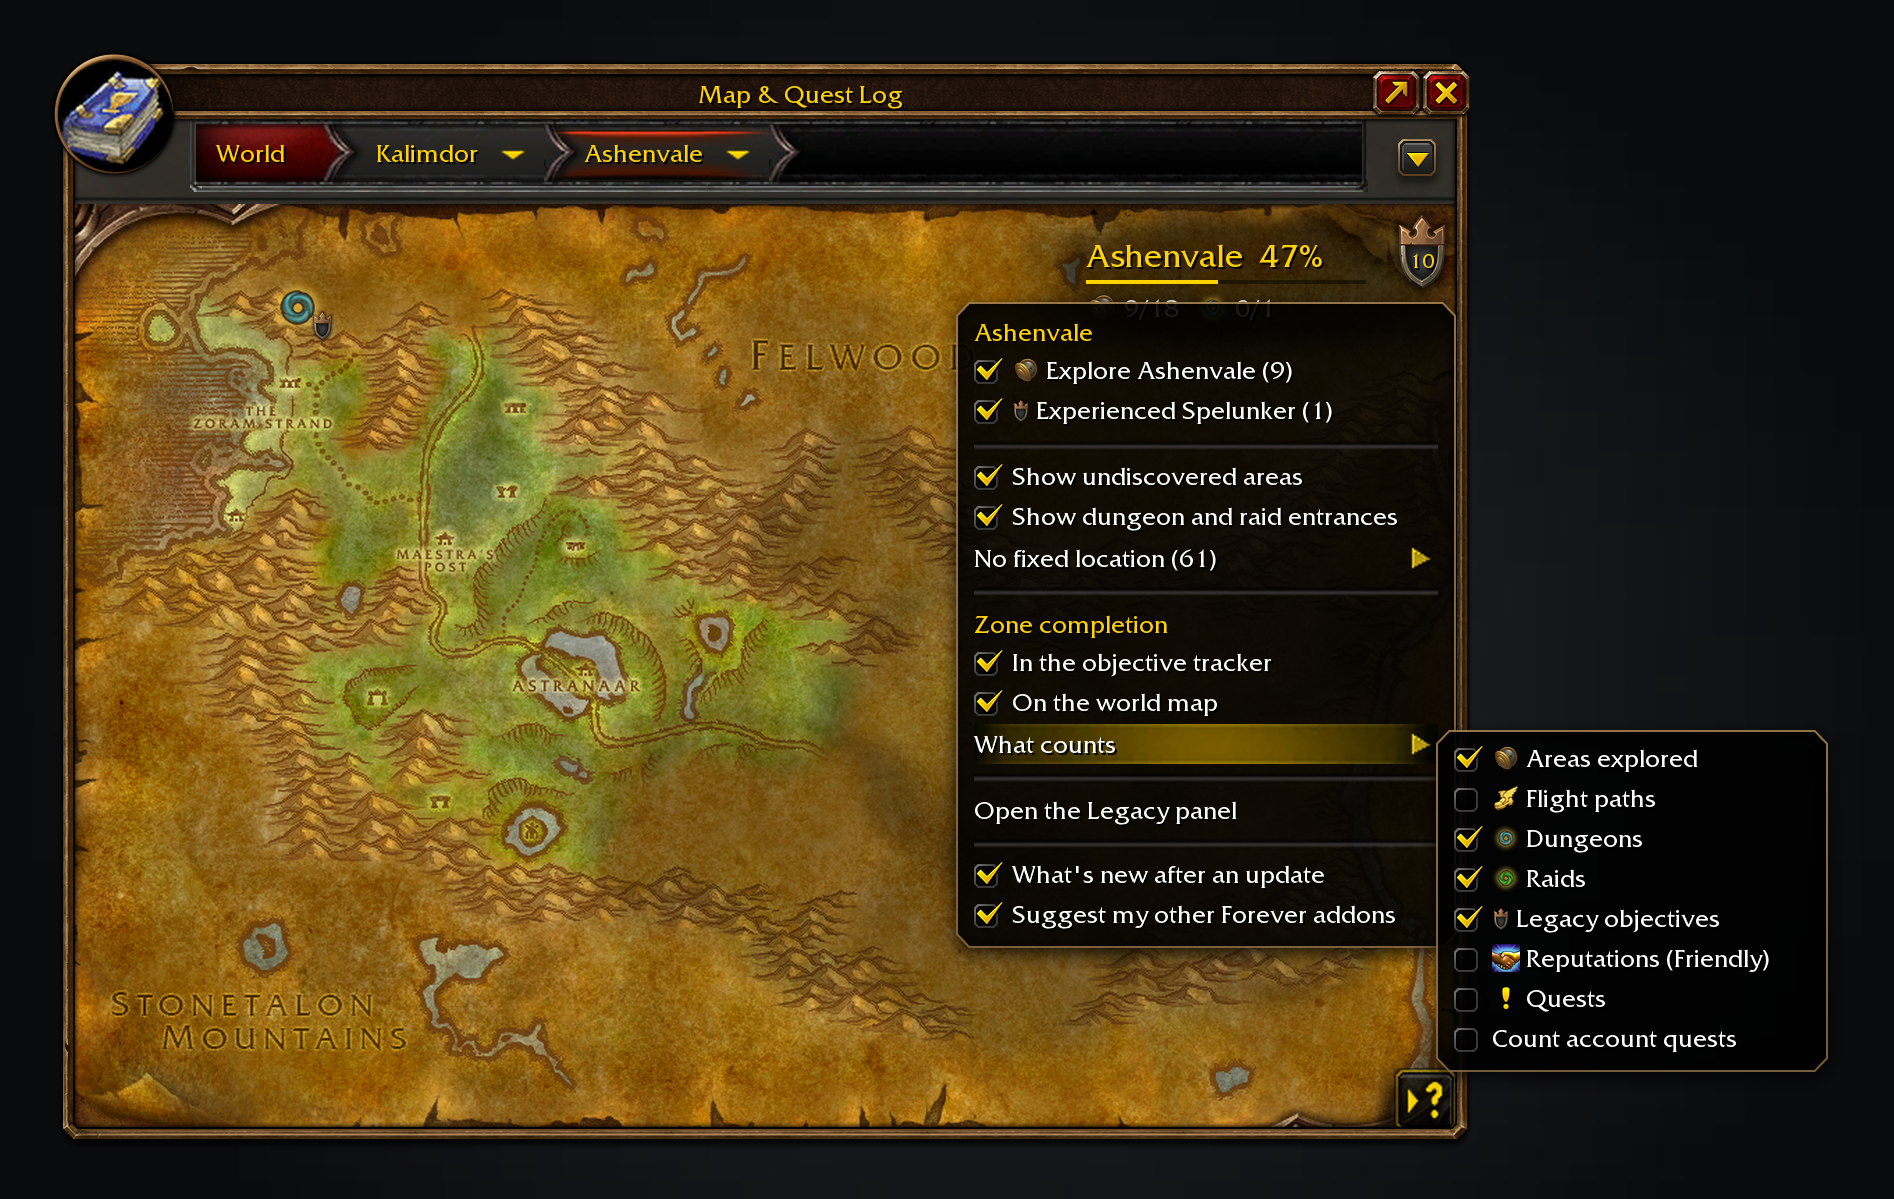 Map & Quest Log
World
Kalimdor
Ashenvale
Ashenvale 47%
10
9/18
0/1
FELWOOD
THE
ZORAM STRAND
MAESTRA'S
POST
ASTRANAAR
STONETALON
MOUNTAINS
Ashenvale
Explore Ashenvale (9)
Experienced Spelunker (1)
Show undiscovered areas
Show dungeon and raid entrances
No fixed location (61)
Zone completion
In the objective tracker
On the world map
What counts
Open the Legacy panel
What's new after an update
Suggest my other Forever addons
Areas explored
Flight paths
Dungeons
Raids
Legacy objectives
Reputations (Friendly)
Quests
Count account quests
?